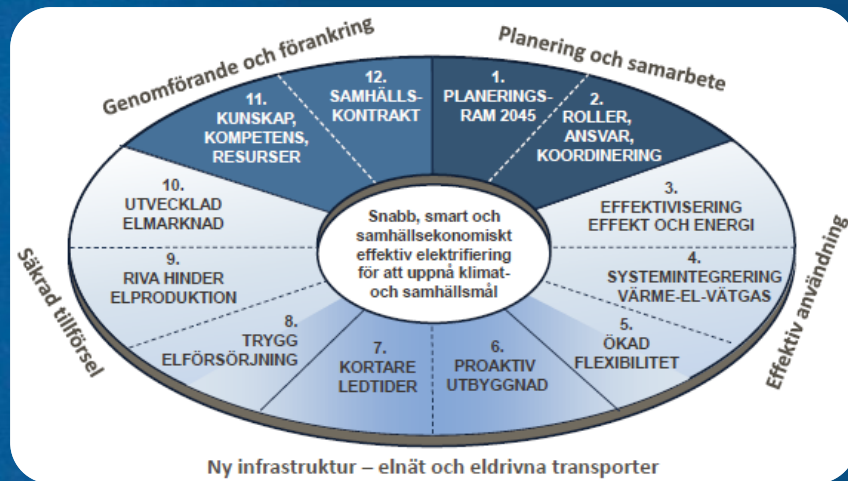 Genomförande och förankring
Planering och samarbete
12.
SAMHÄLLS-
KONTRAKT
1.
PLANERINGS-
RAM 2045
11.
KUNSKAP,
KOMPETENS,
RESURSER
2.
ROLLER,
ANSVAR,
KOORDINERING
10.
UTVECKLAD
ELMARKNAD
3.
EFFEKTIVISERING
EFFEKT OCH ENERGI
Snabb, smart och
samhällsekonomiskt
effektiv elektrifiering
för att uppnå klimat-
och samhällsmål
9.
RIVA HINDER
ELPRODUKTION
4.
SYSTEMINTEGRERING
VÄRME-EL-VÄTGAS
Säkrad tillförsel
Effektiv användning
8.
TRYGG
ELFÖRSÖRJNING
7.
KORTARE
LEDTIDER
6.
PROAKTIV
UTBYGGNAD
5.
ÖKAD
FLEXIBILITET
Ny infrastruktur – elnät och eldrivna transporter